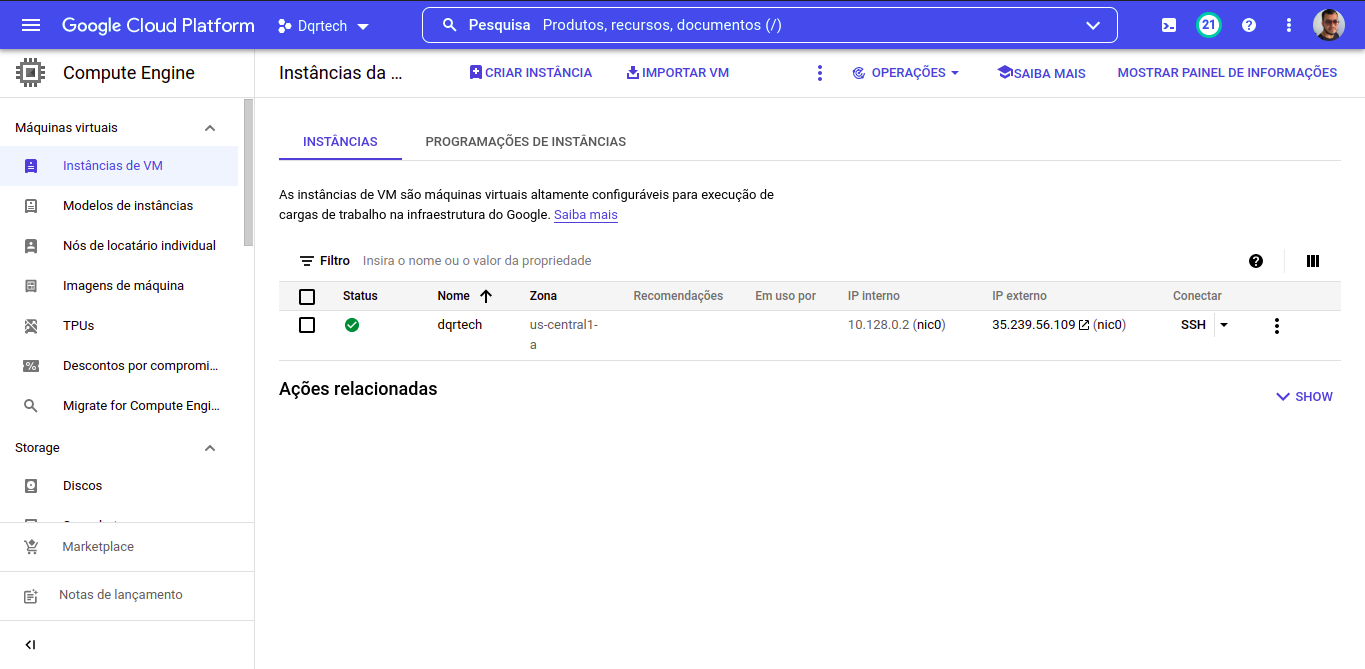 Google Cloud Platform
Dqrtech
Pesquisa Produtos, recursos, documentos (/)
21
Compute Engine
Instâncias da ...
CRIAR INSTÂNCIA
IMPORTAR VM
OPERAÇÕES
SAIBA MAIS
MOSTRAR PAINEL DE INFORMAÇÕES
Máquinas virtuais
Instâncias de VM
Modelos de instâncias
Nós de locatário individual
Imagens de máquina
TPUs
Descontos por compromi...
Migrate for Compute Engi...
Storage
Discos
Marketplace
Notas de lançamento
INSTÂNCIAS
PROGRAMAÇÕES DE INSTÂNCIAS
As instâncias de VM são máquinas virtuais altamente configuráveis para execução de
cargas de trabalho na infraestrutura do Google. Saiba mais
Filtro Insira o nome ou o valor da propriedade
Status Nome Zona Recomendações Em uso por IP interno IP externo Conectar
dqrtech us-central1- 10.128.0.2 (nic0) 35.239.56.109 (nic0) SSH
a
Ações relacionadas
SHOW